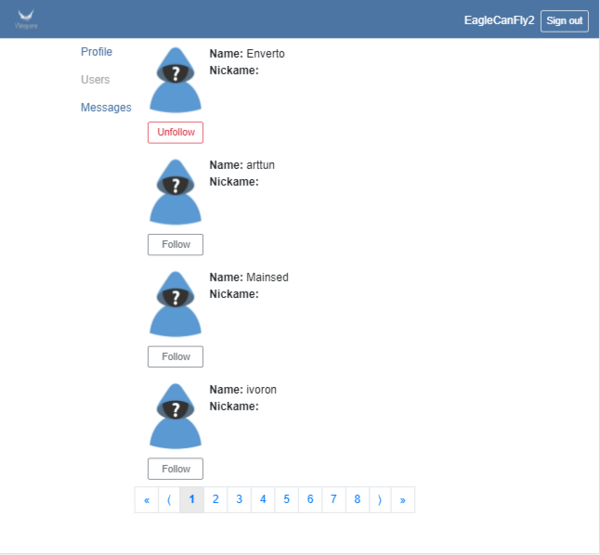 EagleCanFly2 Sign out
Profile
Users
Messages
Name: Enverto
Nickame:
Unfollow
Name: arttun
Nickame:
Follow
Name: Mainsed
Nickame:
Follow
Name: ivoron
Nickame:
Follow
« ⟨ 1 2 3 4 5 6 7 8 ⟩ »